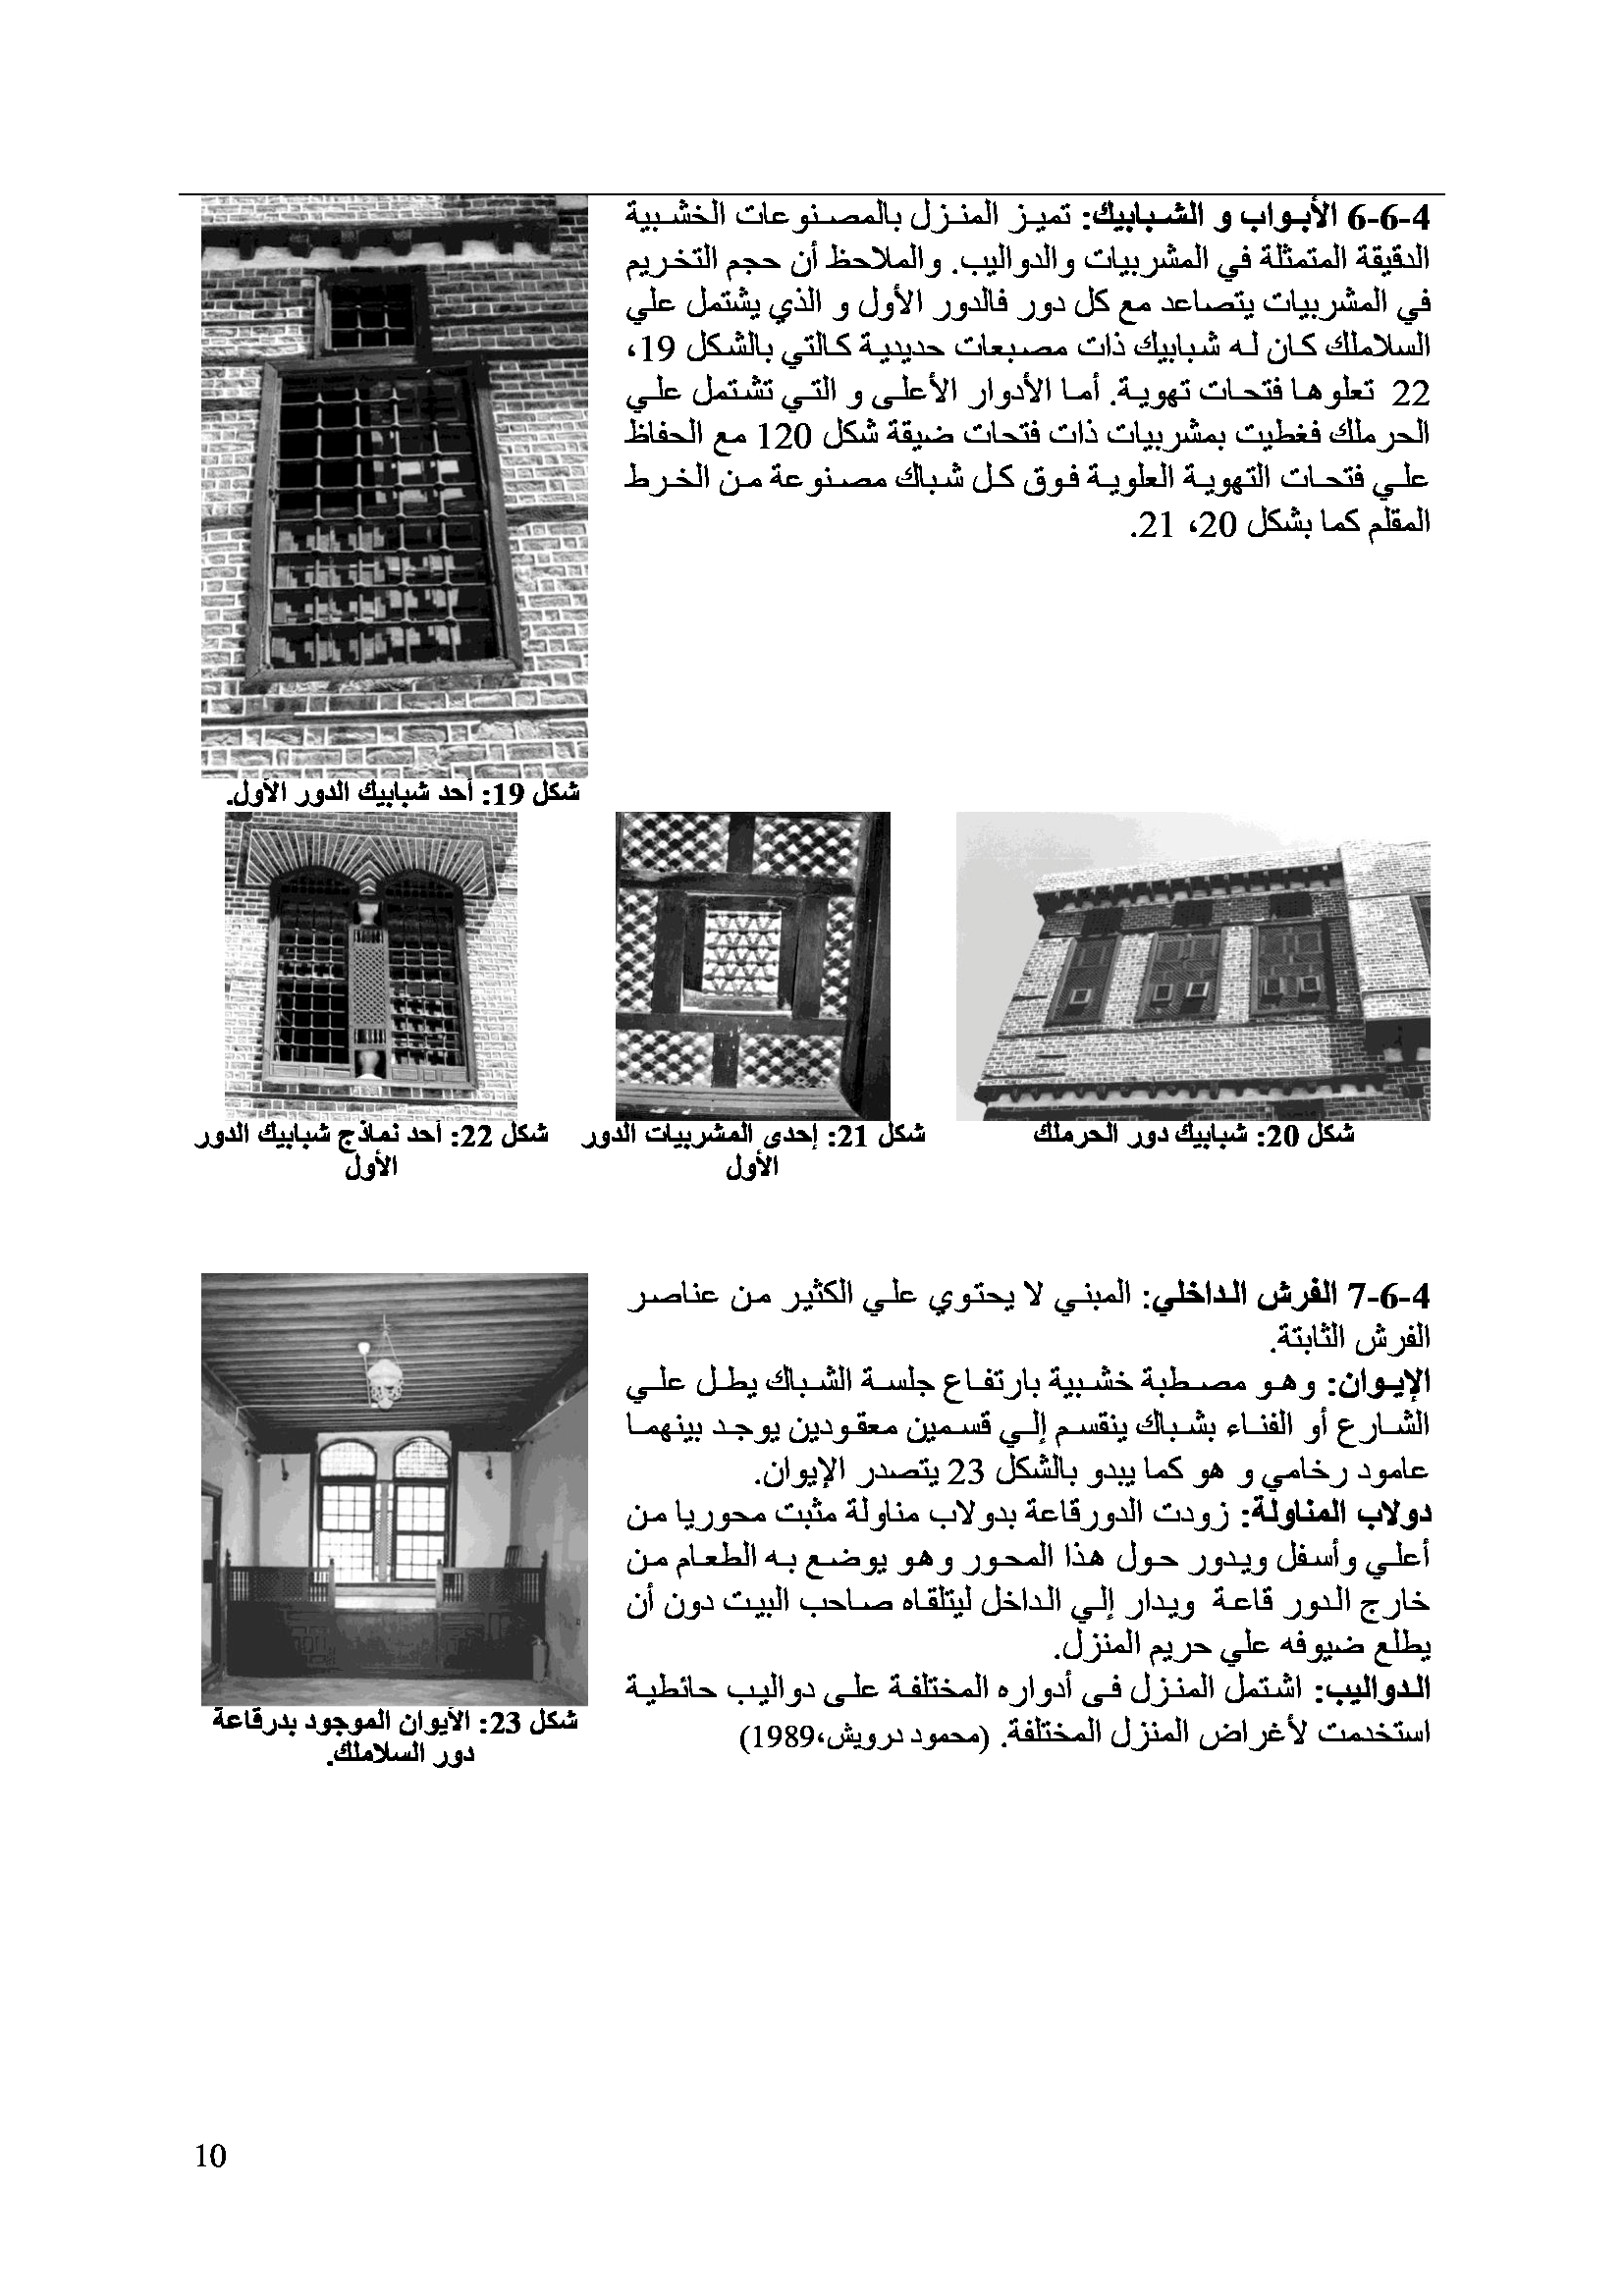 4-6-6 الأبواب و الشبابيك: تميز المنزل بالمصنوعات الخشبية
الدقيقة المتمثلة في المشربيات والدواليب. والملاحظ أن حجم التخريم
في المشربيات يتصاعد مع كل دور فالدور الأول و الذي يشتمل علي
السلاملك كان له شبابيك ذات مصبعات حديدية كالتي بالشكل 19،
22 تعلوها فتحات تهوية. أما الأدوار الأعلى و التي تشتمل علي
الحرملك فغطيت بمشربيات ذات فتحات ضيقة شكل 120 مع الحفاظ
علي فتحات التهوية العلوية فوق كل شباك مصنوعة من الخرط
المقلم كما بشكل 20، 21.
شكل 19: أحد شبابيك الدور الأول.
شكل 20: شبابيك دور الحرملك
شكل 21: إحدى المشربيات الدور
الأول
شكل 22: أحد نماذج شبابيك الدور
الأول
4-6-7 الفرش الداخلي: المبني لا يحتوي علي الكثير من عناصر
الفرش الثابتة.
الإيوان: وهو مصطبة خشبية بارتفاع جلسة الشباك يطل علي
الشارع أو الفناء بشباك ينقسم إلي قسمين معقودين يوجد بينهما
عامود رخامي و هو كما يبدو بالشكل 23 يتصدر الإيوان.
دولاب المناولة: زودت الدورقاعة بدولاب مناولة مثبت محوريا من
أعلي وأسفل ويدور حول هذا المحور وهو يوضع به الطعام من
خارج الدور قاعة ويدار إلي الداخل ليتلقاه صاحب البيت دون أن
يطلع ضيوفه علي حريم المنزل.
الدواليب: اشتمل المنزل فى أدواره المختلفة على دواليب حائطية
استخدمت لأغراض المنزل المختلفة. (محمود درويش،1989)
شكل 23: الأيوان الموجود بدرقاعة
دور السلاملك.
10